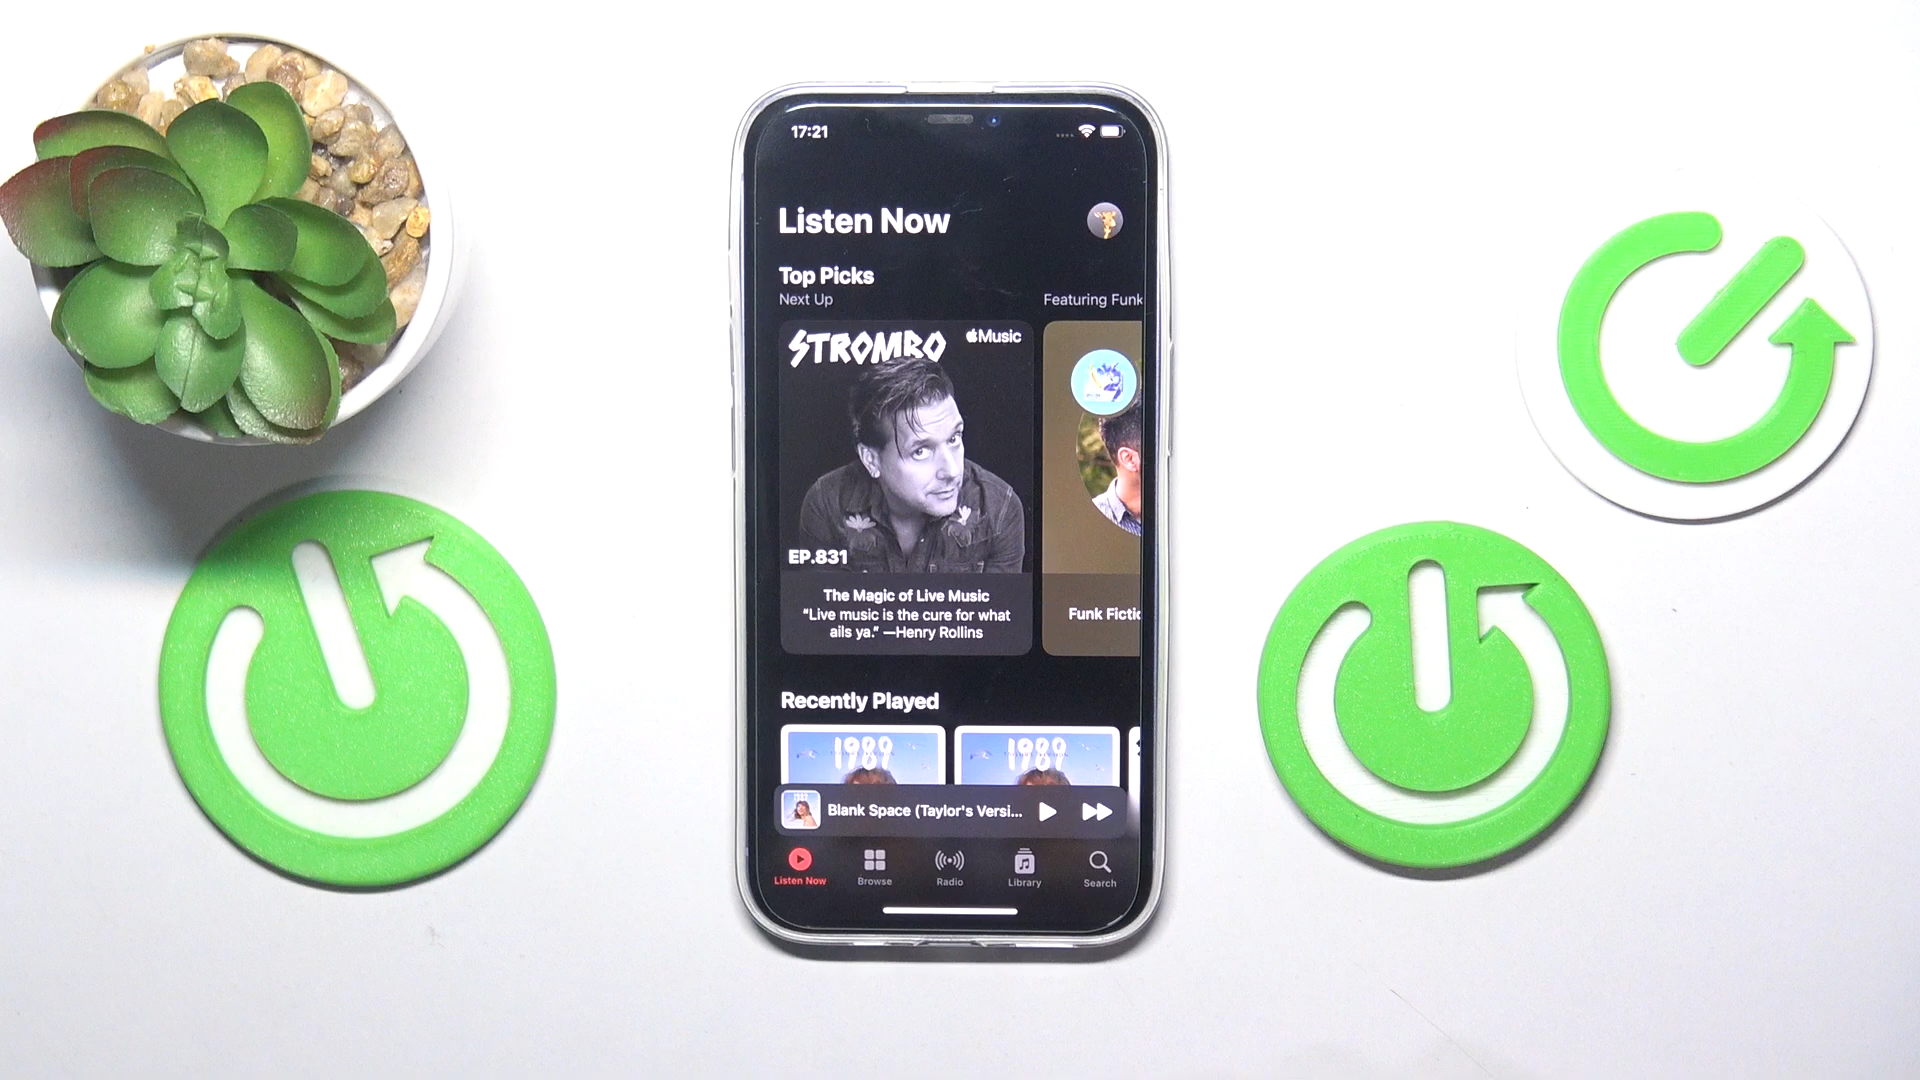 17:21
Listen Now
Top Picks
Next Up
Featuring Funk
STROMBO
Music
EP.831
The Magic of Live Music
“Live music is the cure for what
ails ya.” —Henry Rollins
Funk Fictio
Recently Played
1989
1989
Blank Space (Taylor's Versi...
Listen Now
Browse
Radio
Library
Search